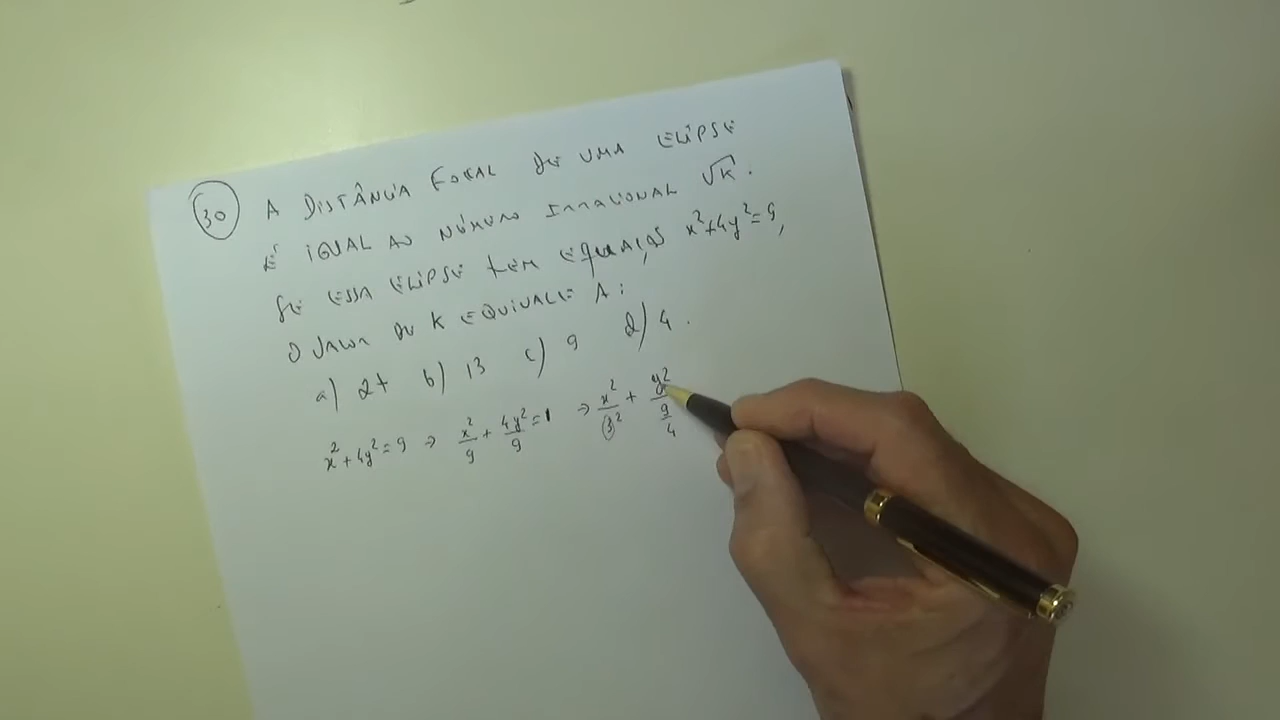 30 A DISTÂNCIA FOCAL DE UMA ELIPSE
É IGUAL AO NÚMERO IRRACIONAL √K.
SE ESSA ELIPSE TEM EQUAÇÃO x²+4y²=9,
O VALOR DE K EQUIVALE A:
a) 27 b) 13 c) 9 d) 4.
x²+4y²=9 ⇒ x²/9 + 4y²/9 =1 ⇒ x²/3² + y²/(9/4)